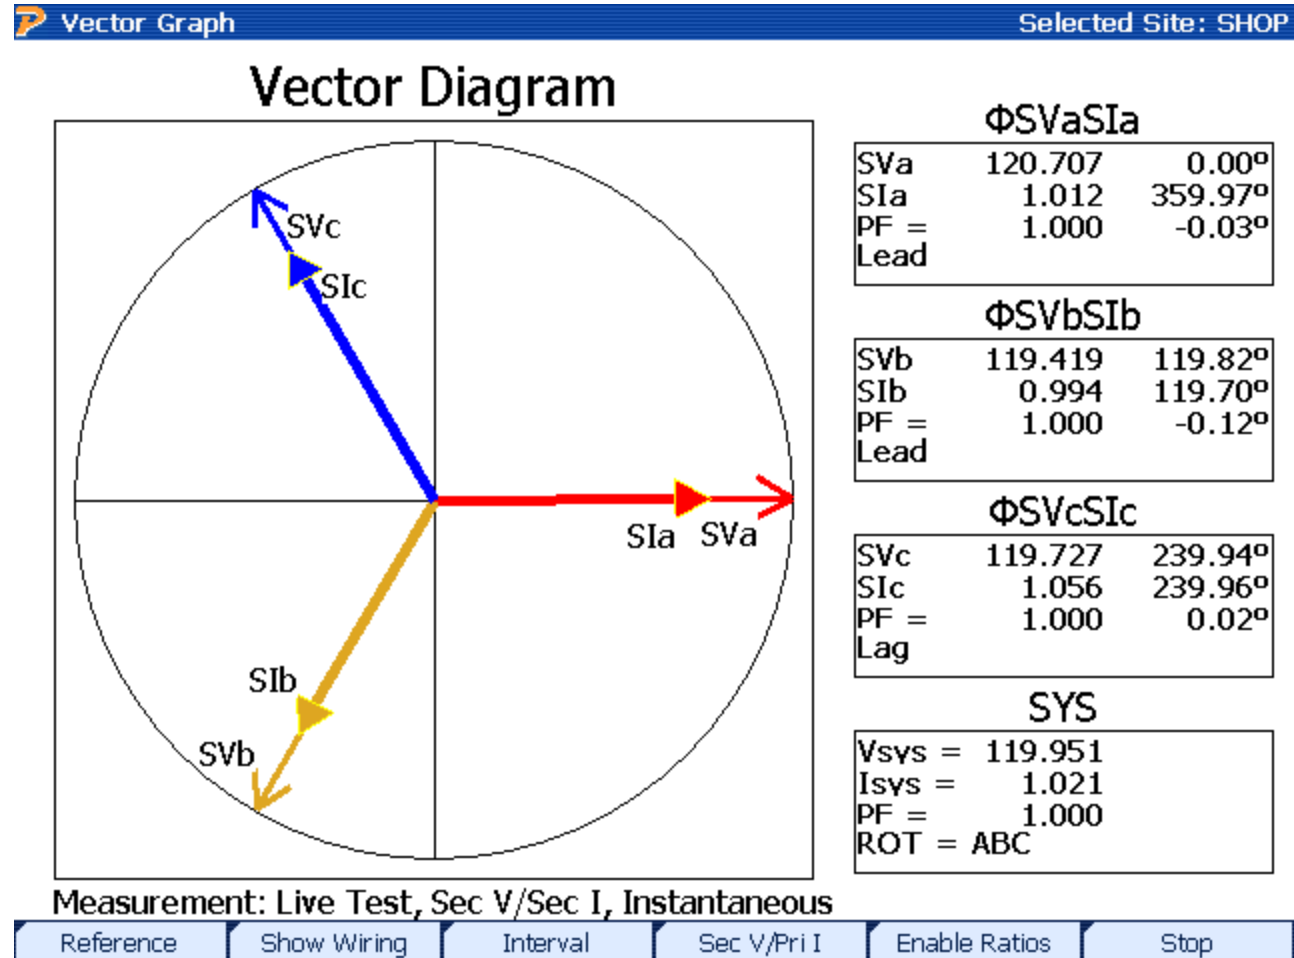 Vector Graph
Selected Site: SHOP
Vector Diagram
SVc
SIc
SIa
SVa
SIb
SVb
ΦSVaSIa
SVa 120.707 0.00º
SIa 1.012 359.97º
PF = 1.000 -0.03º
Lead
ΦSVbSIb
SVb 119.419 119.82º
SIb 0.994 119.70º
PF = 1.000 -0.12º
Lead
ΦSVcSIc
SVc 119.727 239.94º
SIc 1.056 239.96º
PF = 1.000 0.02º
Lag
SYS
Vsys = 119.951
Isys = 1.021
PF = 1.000
ROT = ABC
Measurement: Live Test, Sec V/Sec I, Instantaneous
Reference Show Wiring Interval Sec V/Pri I Enable Ratios Stop